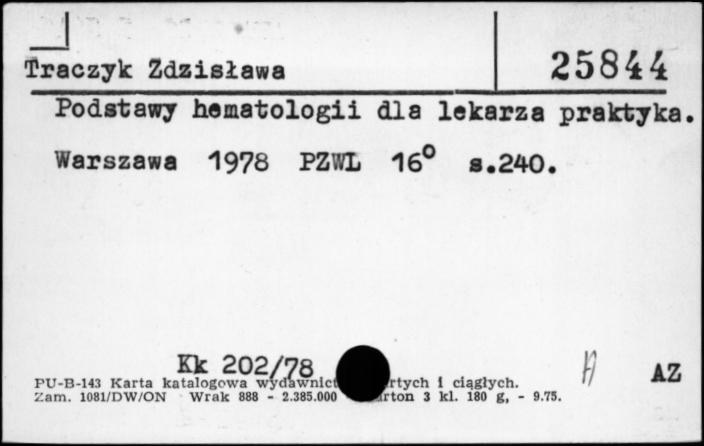 Traczyk Zdzisława 25844
Podstawy hematologii dla lekarza praktyka.
Warszawa 1978 PZWL 16° s.240.
Kk 202/78
AZ
PU-B-143 Karta katalogowa wydawnict rtych i ciągłych.
Zam. 1081/DW/ON Wrak 888 - 2.385.000 rton 3 kl. 180 g, - 9.75.